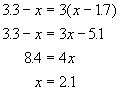 3.3 − x = 3(x − 1.7)
3.3 − x = 3x − 5.1
8.4 = 4x
x = 2.1